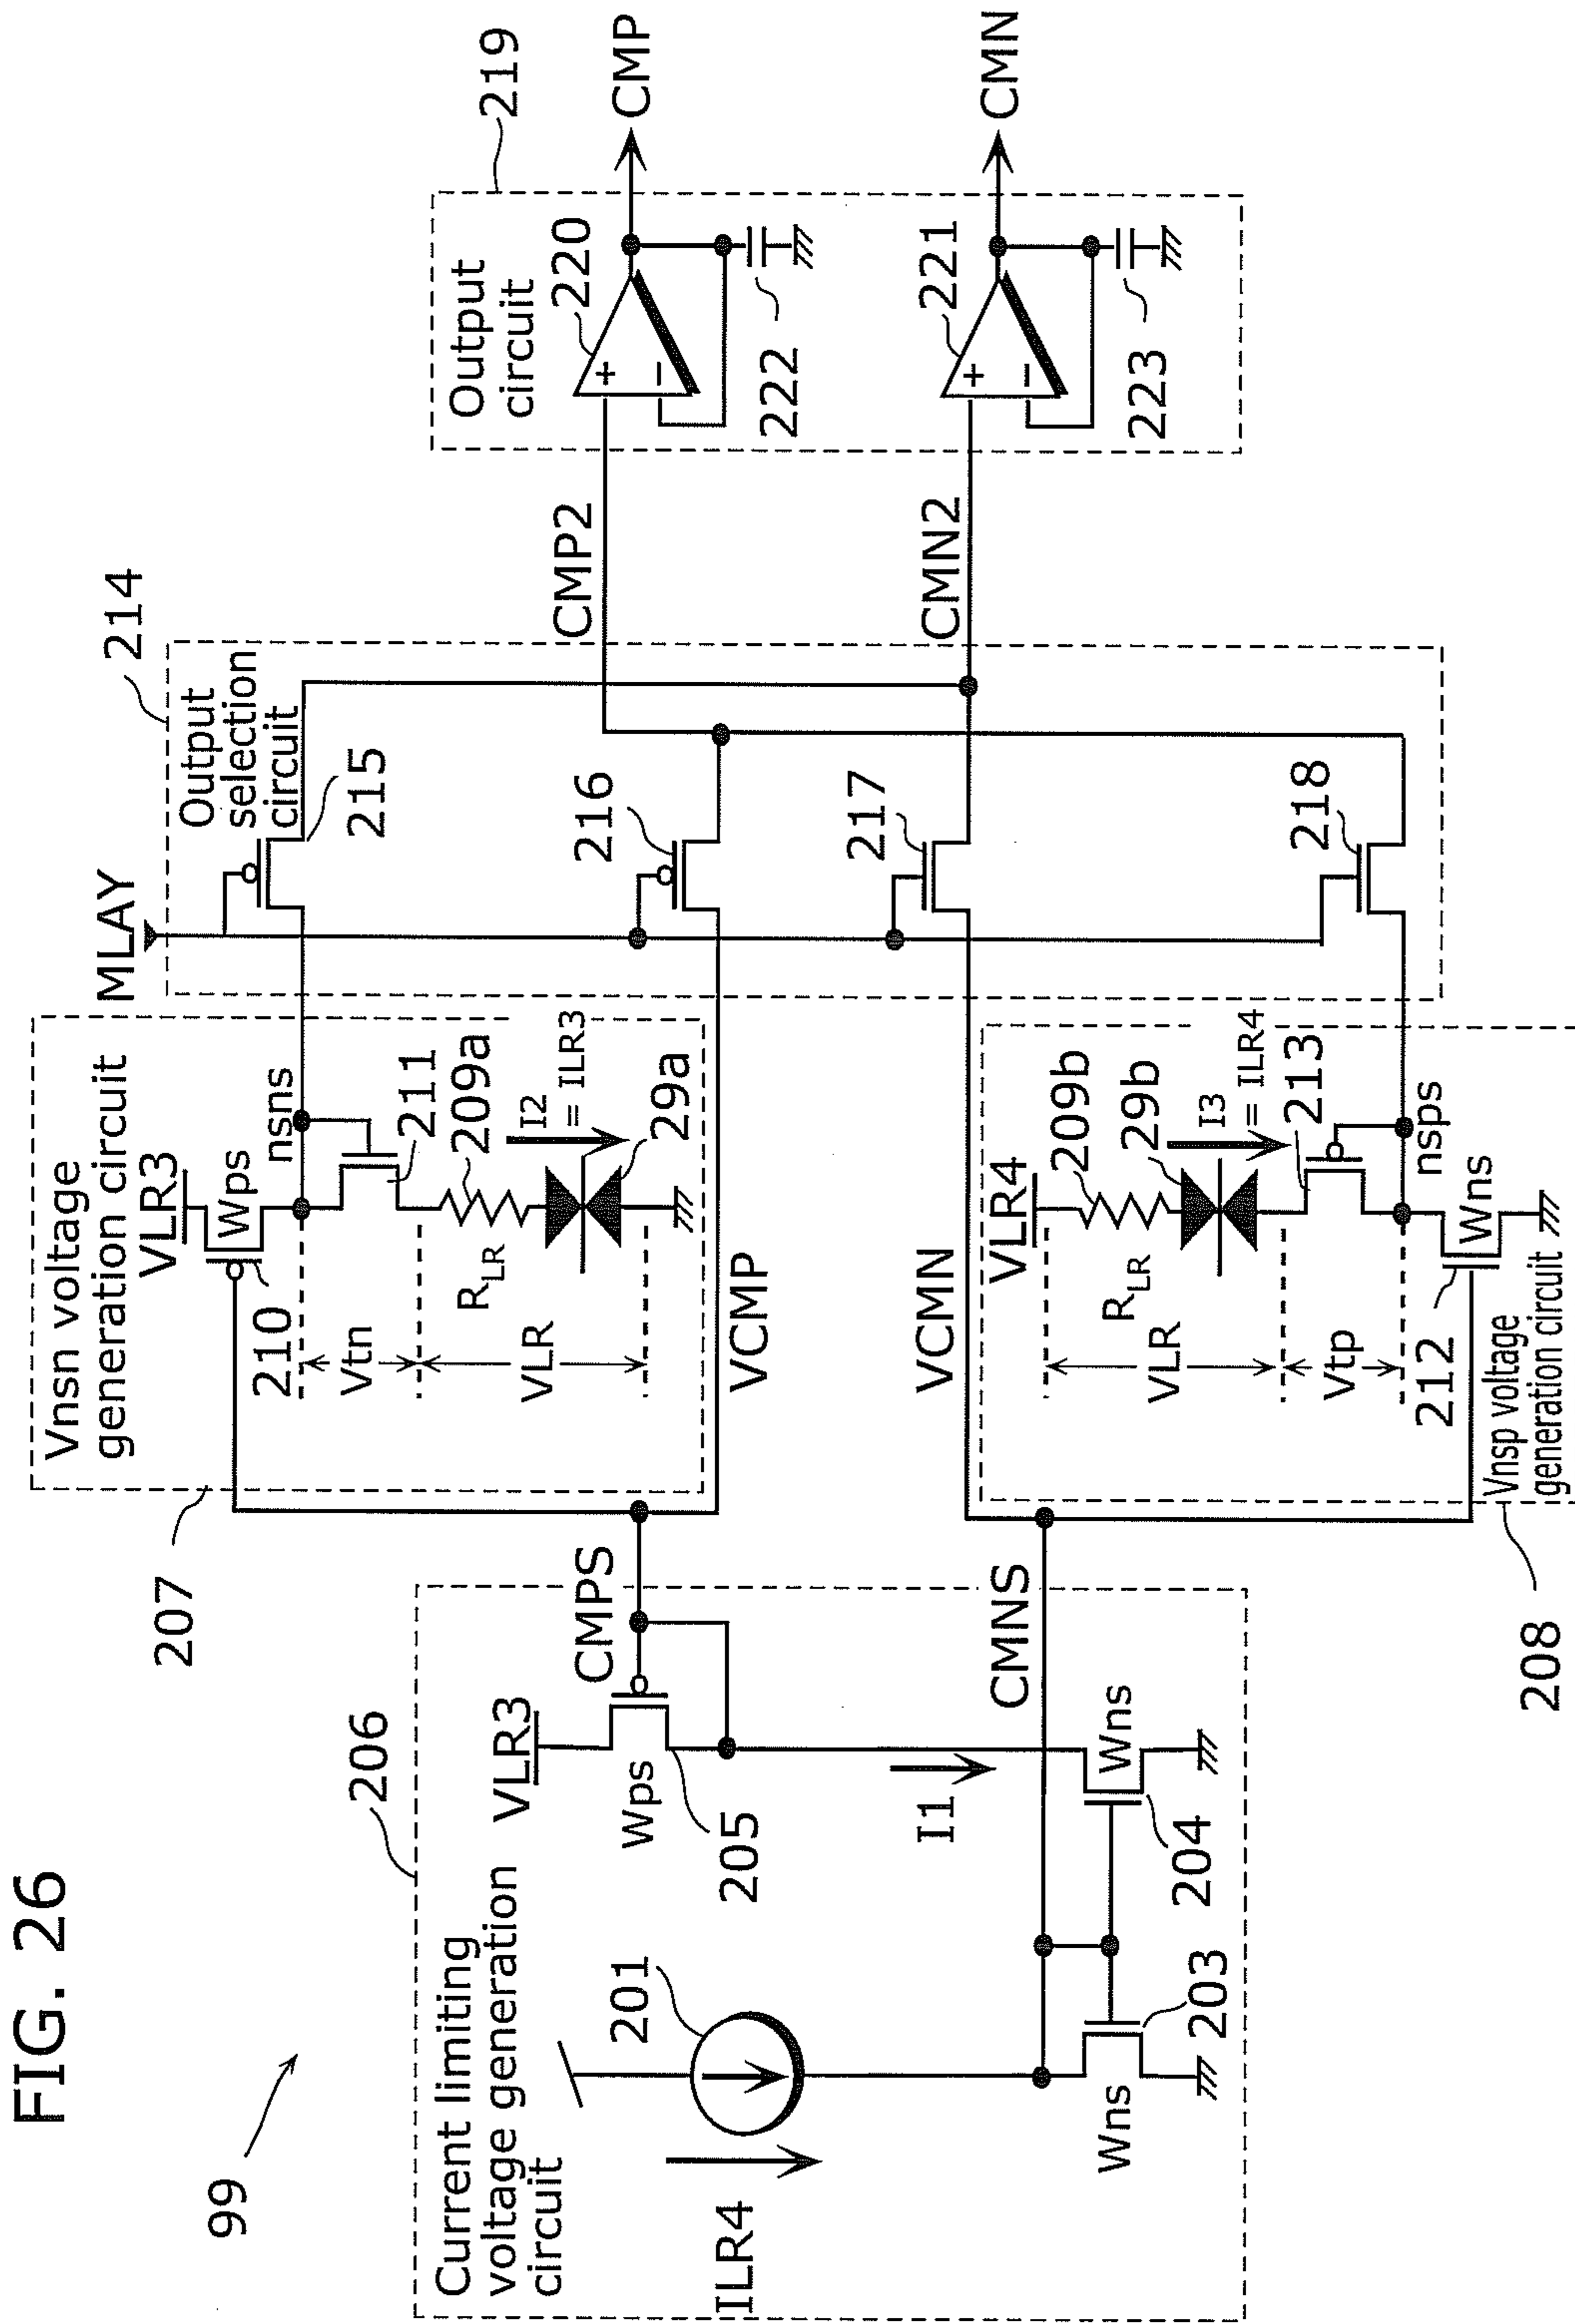 FIG. 26
99
206
Current limiting
voltage generation
circuit
ILR4
201
203
Wns
204
Wns
I1
205
Wps
VLR3
CMPS
CMNS
207
Vnsn voltage
generation circuit
VLR3
Wps
210
nsns
211
209a
I2
= ILR3
29a
RLR
Vtn
VLR
VCMP
VCMN
208
VLR4
209b
29b
I3
= ILR4
213
nsps
RLR
VLR
Vtp
212
Wns
Vnsp voltage
generation circuit
MLAY
214
Output
selection
circuit
215
216
217
218
CMP2
CMN2
219
Output
circuit
220
+
−
222
221
+
−
223
CMP
CMN